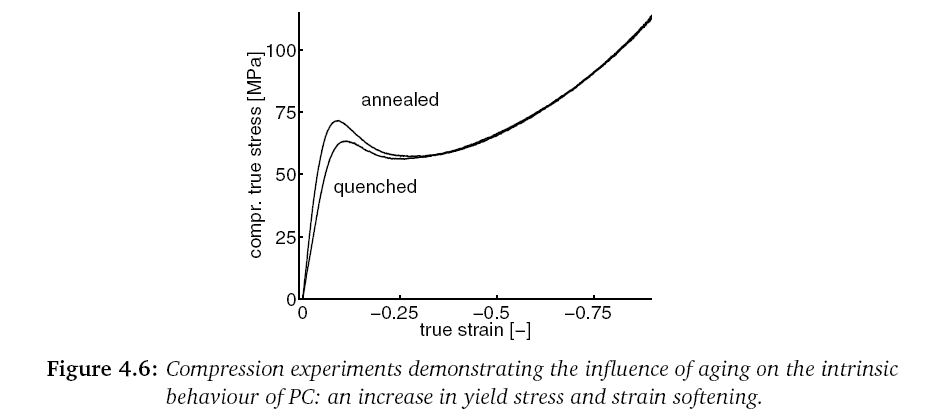 compr. true stress [MPa]
100
75
50
25
0
annealed
quenched
0
−0.25
−0.5
−0.75
true strain [−]
Figure 4.6: Compression experiments demonstrating the influence of aging on the intrinsic
behaviour of PC: an increase in yield stress and strain softening.